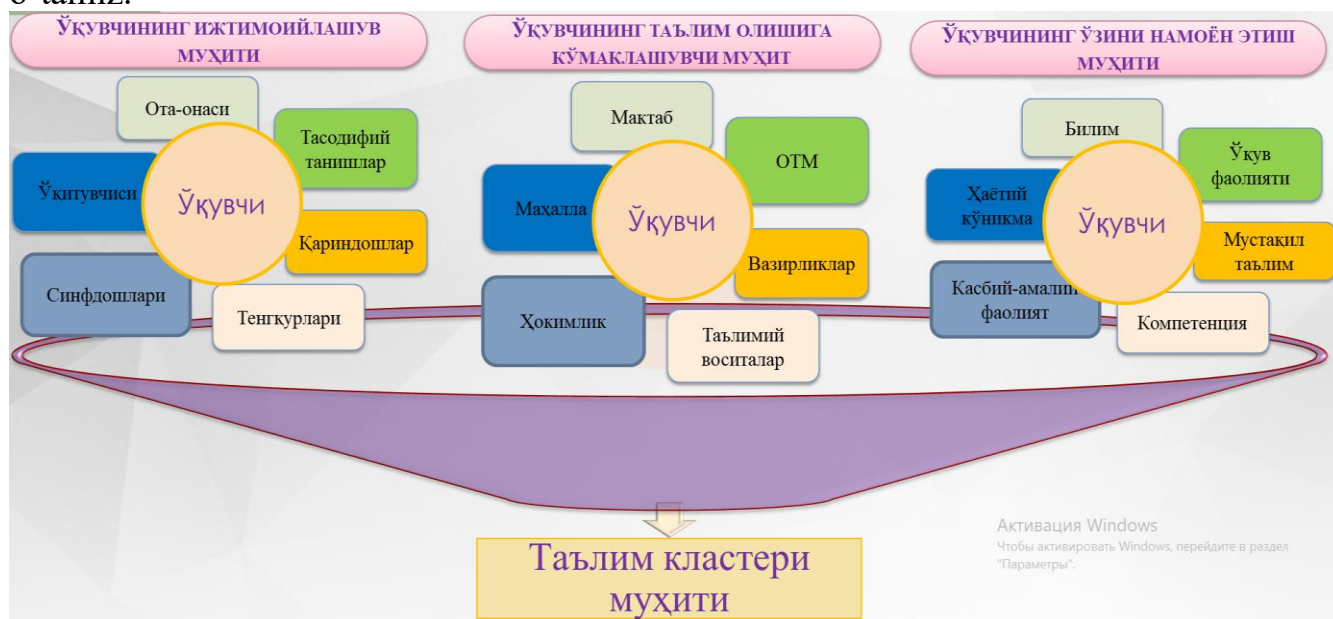 ЎҚУВЧИНИНГ ИЖТИМОИЙЛАШУВ
МУҲИТИ
Ота-онаси
Тасодифий
танишлар
Ўқитувчиси
Ўқувчи
Қариндошлар
Синфдошлари
Тенгқурлари
ЎҚУВЧИНИНГ ТАЪЛИМ ОЛИШИГА
КЎМАКЛАШУВЧИ МУҲИТ
Мактаб
ОТМ
Маҳалла
Ўқувчи
Вазирликлар
Ҳокимлик
Таълимий
воситалар
ЎҚУВЧИНИНГ ЎЗИНИ НАМОЁН ЭТИШ
МУҲИТИ
Билим
Ўқув
фаолияти
Ҳаётий
кўникма
Ўқувчи
Мустақил
таълим
Касбий-амалий
фаолият
Компетенция
Активация Windows
Чтобы активировать Windows, перейдите в раздел
"Параметры".
Таълим кластери
муҳити